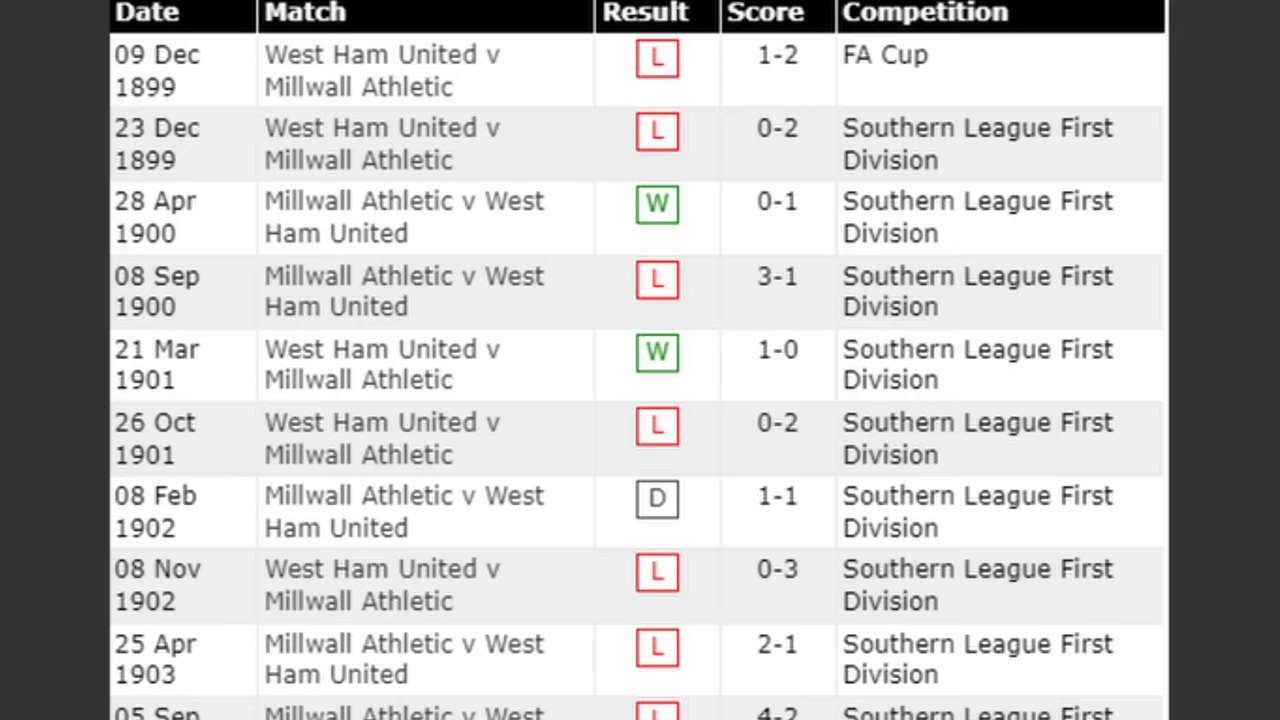 Date Match Result Score Competition
09 Dec West Ham United v L 1-2 FA Cup
1899 Millwall Athletic
23 Dec West Ham United v L 0-2 Southern League First
1899 Millwall Athletic Division
28 Apr Millwall Athletic v West W 0-1 Southern League First
1900 Ham United Division
08 Sep Millwall Athletic v West L 3-1 Southern League First
1900 Ham United Division
21 Mar West Ham United v W 1-0 Southern League First
1901 Millwall Athletic Division
26 Oct West Ham United v L 0-2 Southern League First
1901 Millwall Athletic Division
08 Feb Millwall Athletic v West D 1-1 Southern League First
1902 Ham United Division
08 Nov West Ham United v L 0-3 Southern League First
1902 Millwall Athletic Division
25 Apr Millwall Athletic v West L 2-1 Southern League First
1903 Ham United Division
05 Sep Millwall Athletic v West L 4-2 Southern League First